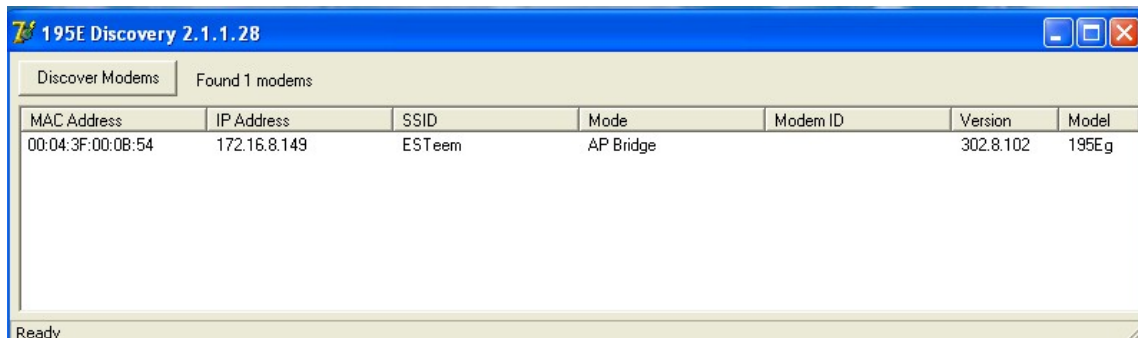 195E Discovery 2.1.1.28
Discover Modems Found 1 modems
MAC Address IP Address SSID Mode Modem ID Version Model
00:04:3F:00:0B:54 172.16.8.149 ESTeem AP Bridge 302.8.102 195Eg
Ready